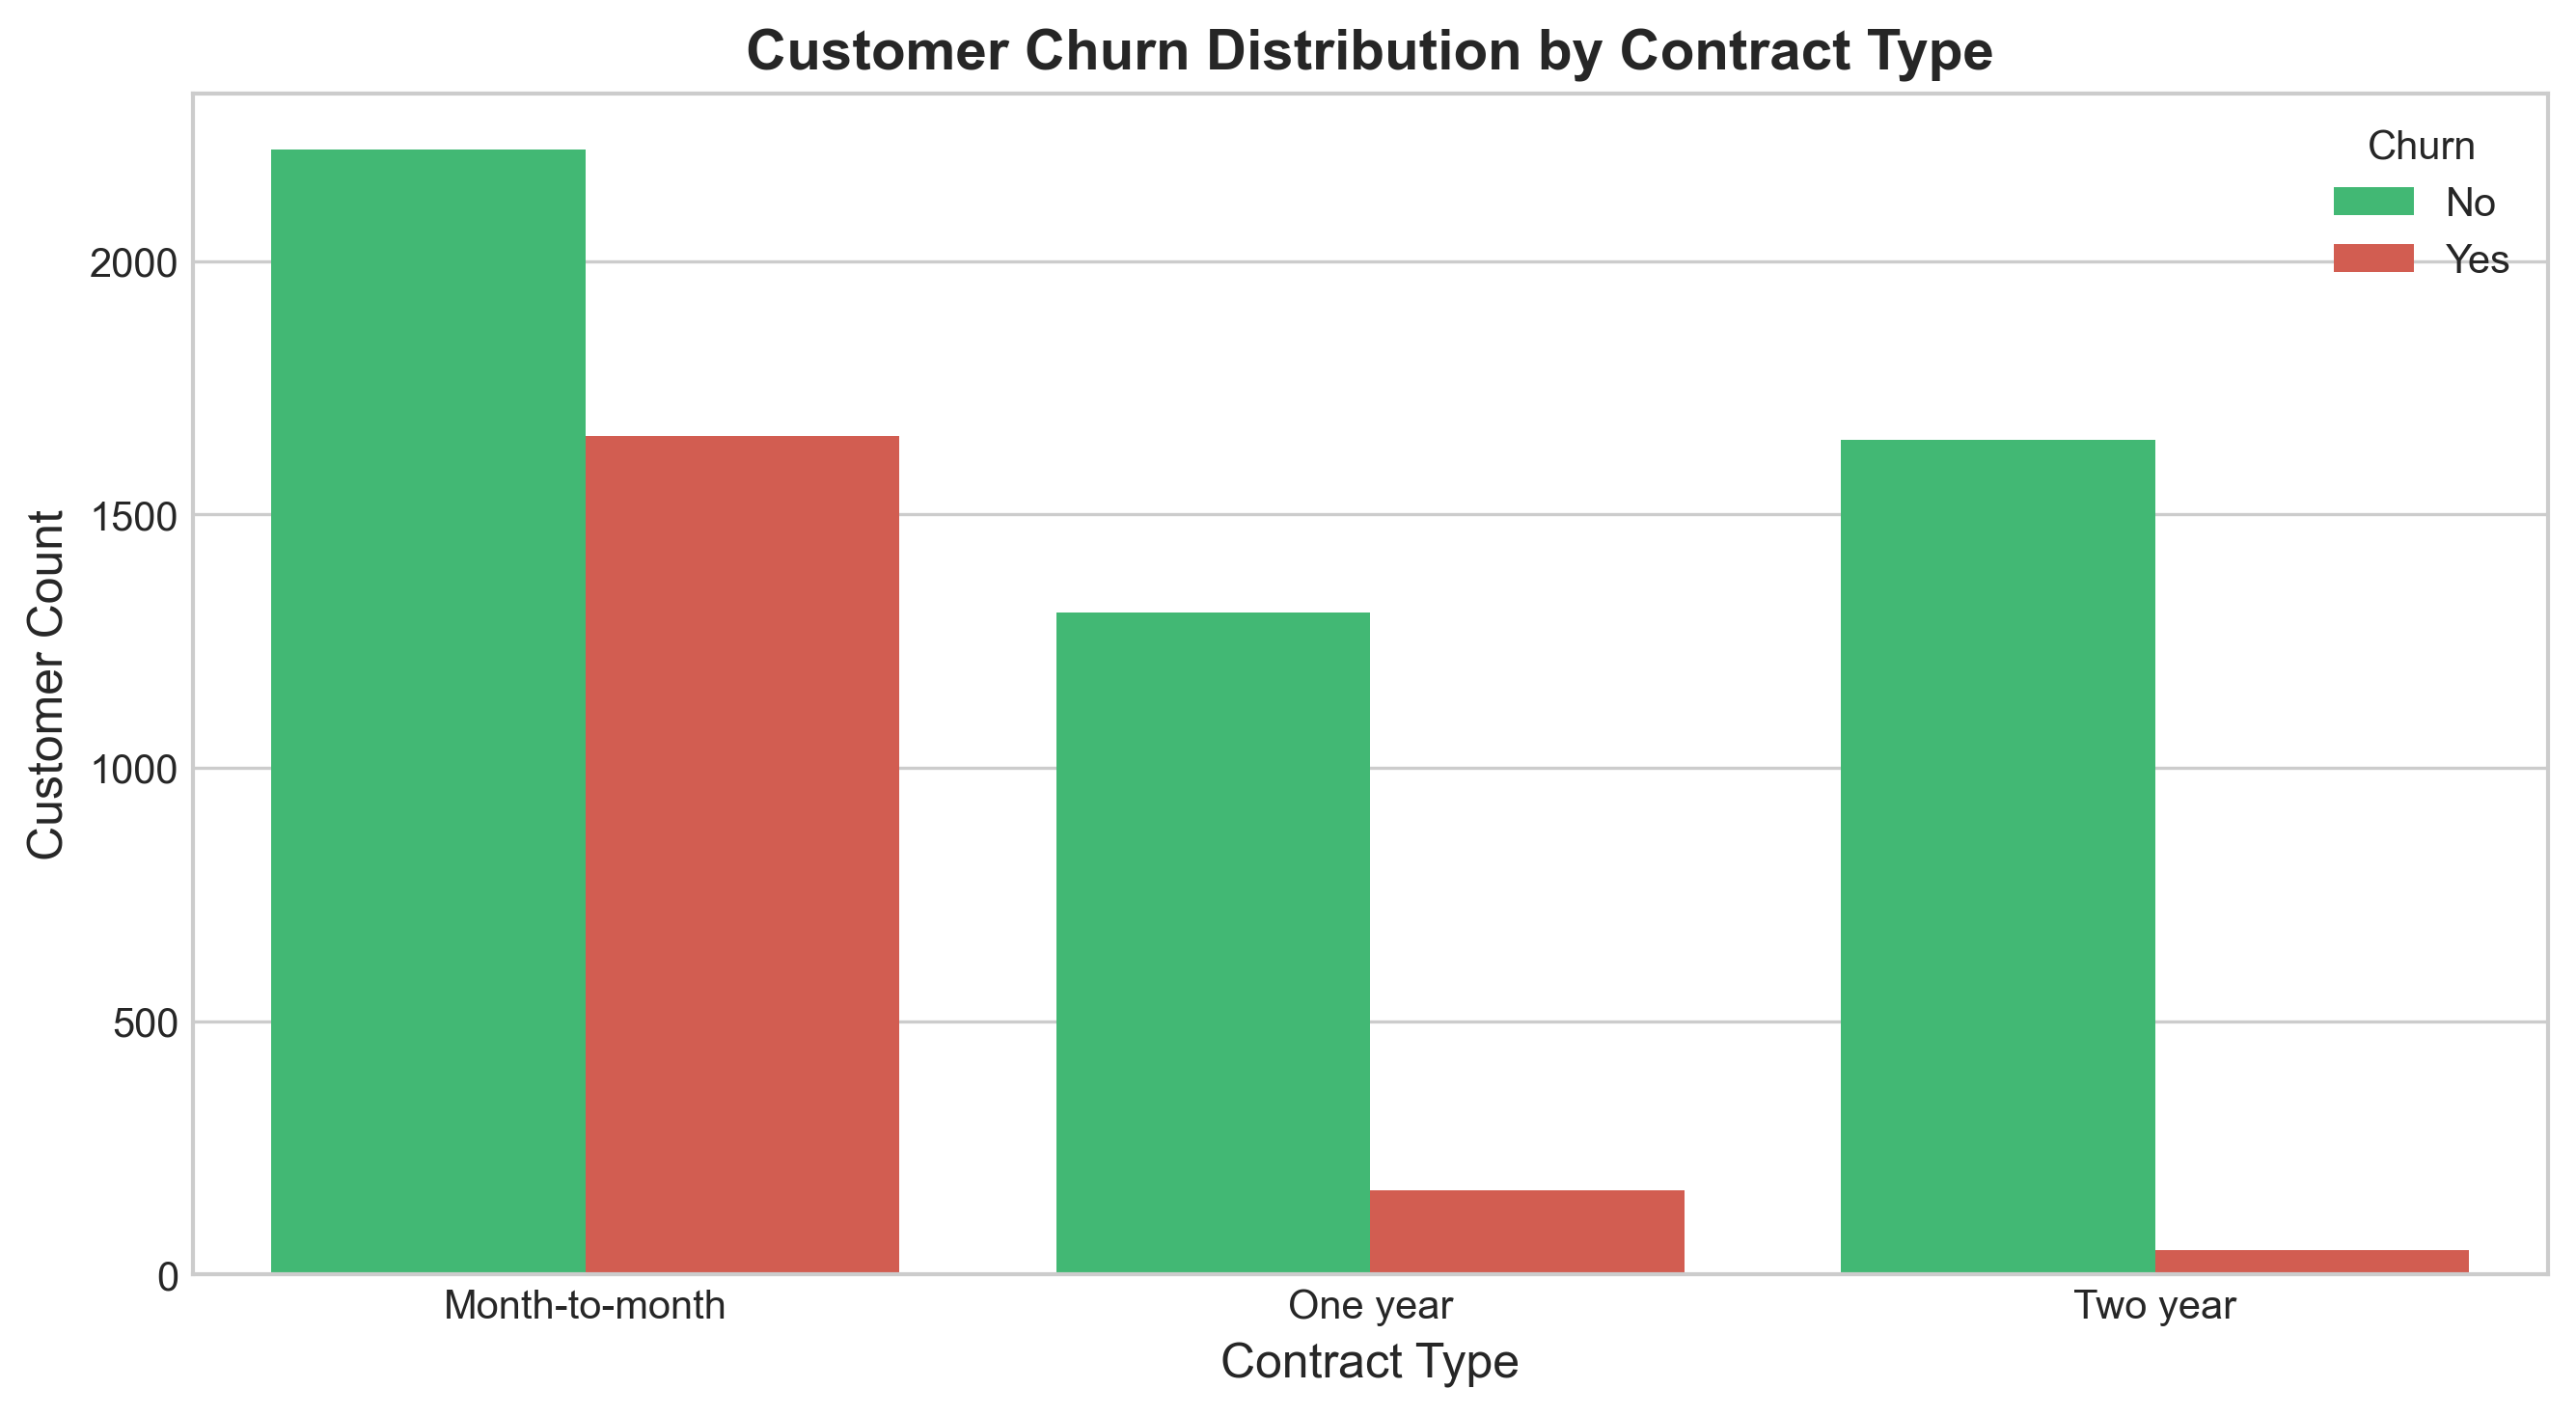 Customer Churn Distribution by Contract Type
Churn
No
Yes
Customer Count
2000
1500
1000
500
0
Month-to-month
One year
Two year
Contract Type